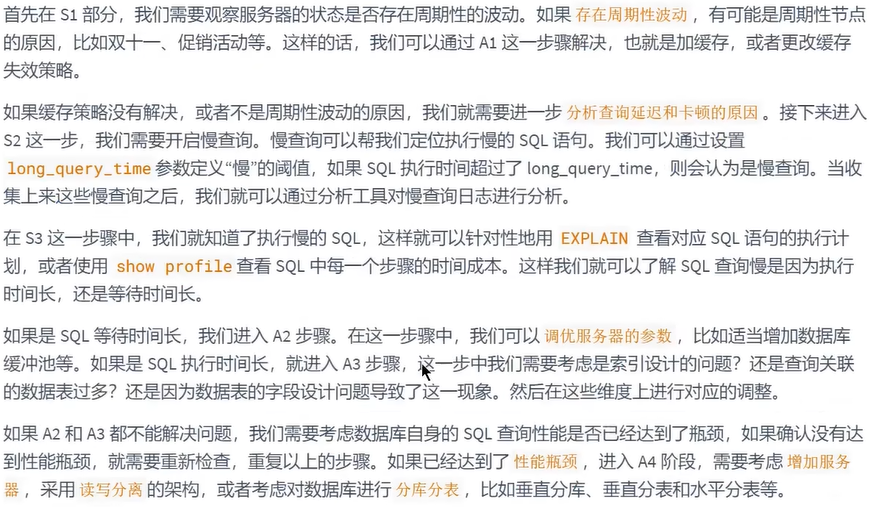 首先在 S1 部分，我们需要观察服务器的状态是否存在周期性的波动。如果 存在周期性波动 ，有可能是周期性节点
的原因，比如双十一、促销活动等。这样的话，我们可以通过 A1 这一步骤解决，也就是加缓存，或者更改缓存
失效策略。
如果缓存策略没有解决，或者不是周期性波动的原因，我们就需要进一步 分析查询延迟和卡顿的原因 。接下来进入
S2 这一步，我们需要开启慢查询。慢查询可以帮我们定位执行慢的 SQL 语句。我们可以通过设置
long_query_time 参数定义“慢”的阈值，如果 SQL 执行时间超过了 long_query_time，则会认为是慢查询。当收
集上来这些慢查询之后，我们就可以通过分析工具对慢查询日志进行分析。
在 S3 这一步骤中，我们就知道了执行慢的 SQL，这样就可以针对性地用 EXPLAIN 查看对应 SQL 语句的执行计
划，或者使用 show profile 查看 SQL 中每一个步骤的时间成本。这样我们就可以了解 SQL 查询慢是因为执行
时间长，还是等待时间长。
如果是 SQL 等待时间长，我们进入 A2 步骤。在这一步骤中，我们可以 调优服务器的参数 ，比如适当增加数据库
缓冲池等。如果是 SQL 执行时间长，就进入 A3 步骤，这一步中我们需要考虑是索引设计的问题？还是查询关联
的数据表过多？还是因为数据表的字段设计问题导致了这一现象。然后在这些维度上进行对应的调整。
如果 A2 和 A3 都不能解决问题，我们需要考虑数据库自身的 SQL 查询性能是否已经达到了瓶颈，如果确认没有达
到性能瓶颈，就需要重新检查，重复以上的步骤。如果已经达到了 性能瓶颈 ，进入 A4 阶段，需要考虑 增加服务
器 ，采用 读写分离 的架构，或者考虑对数据库进行 分库分表 ，比如垂直分库、垂直分表和水平分表等。